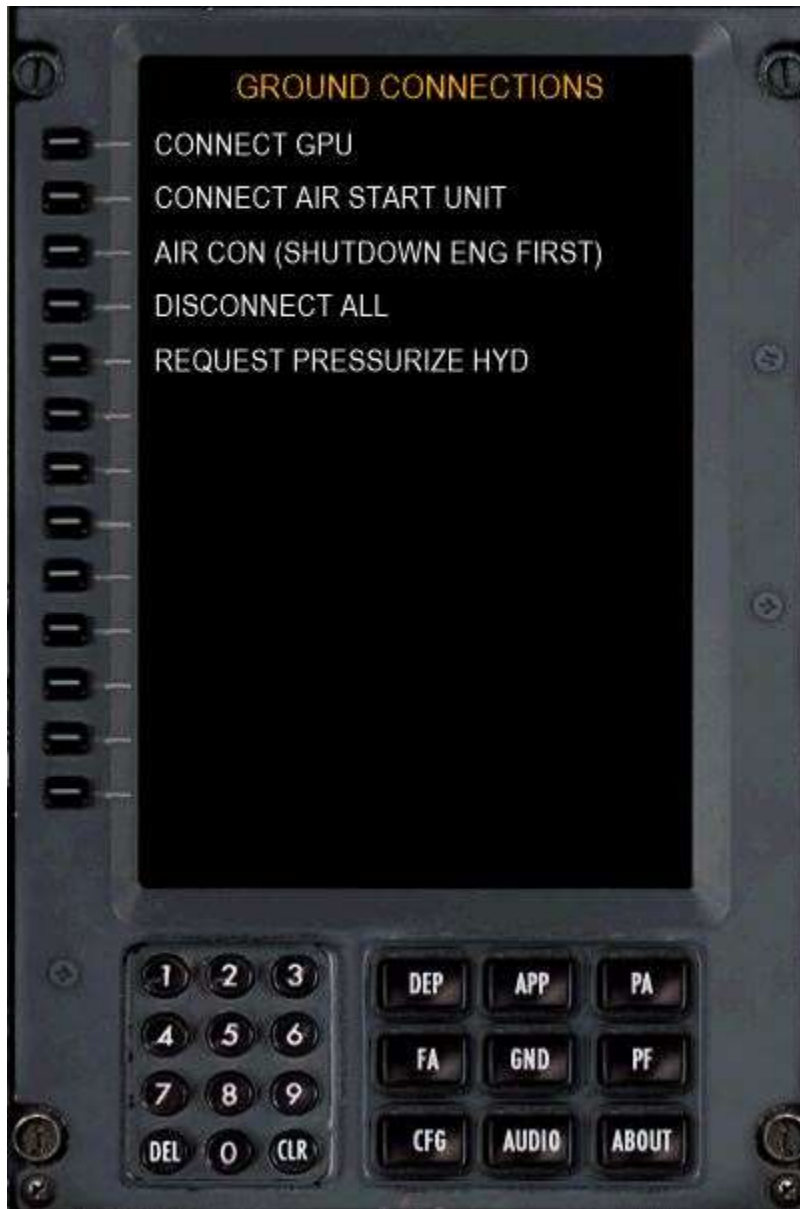 GROUND CONNECTIONS
CONNECT GPU
CONNECT AIR START UNIT
AIR CON (SHUTDOWN ENG FIRST)
DISCONNECT ALL
REQUEST PRESSURIZE HYD
1 2 3
DEP APP PA
4 5 6
FA GND PF
7 8 9
DEL 0 CLR
CFG AUDIO ABOUT